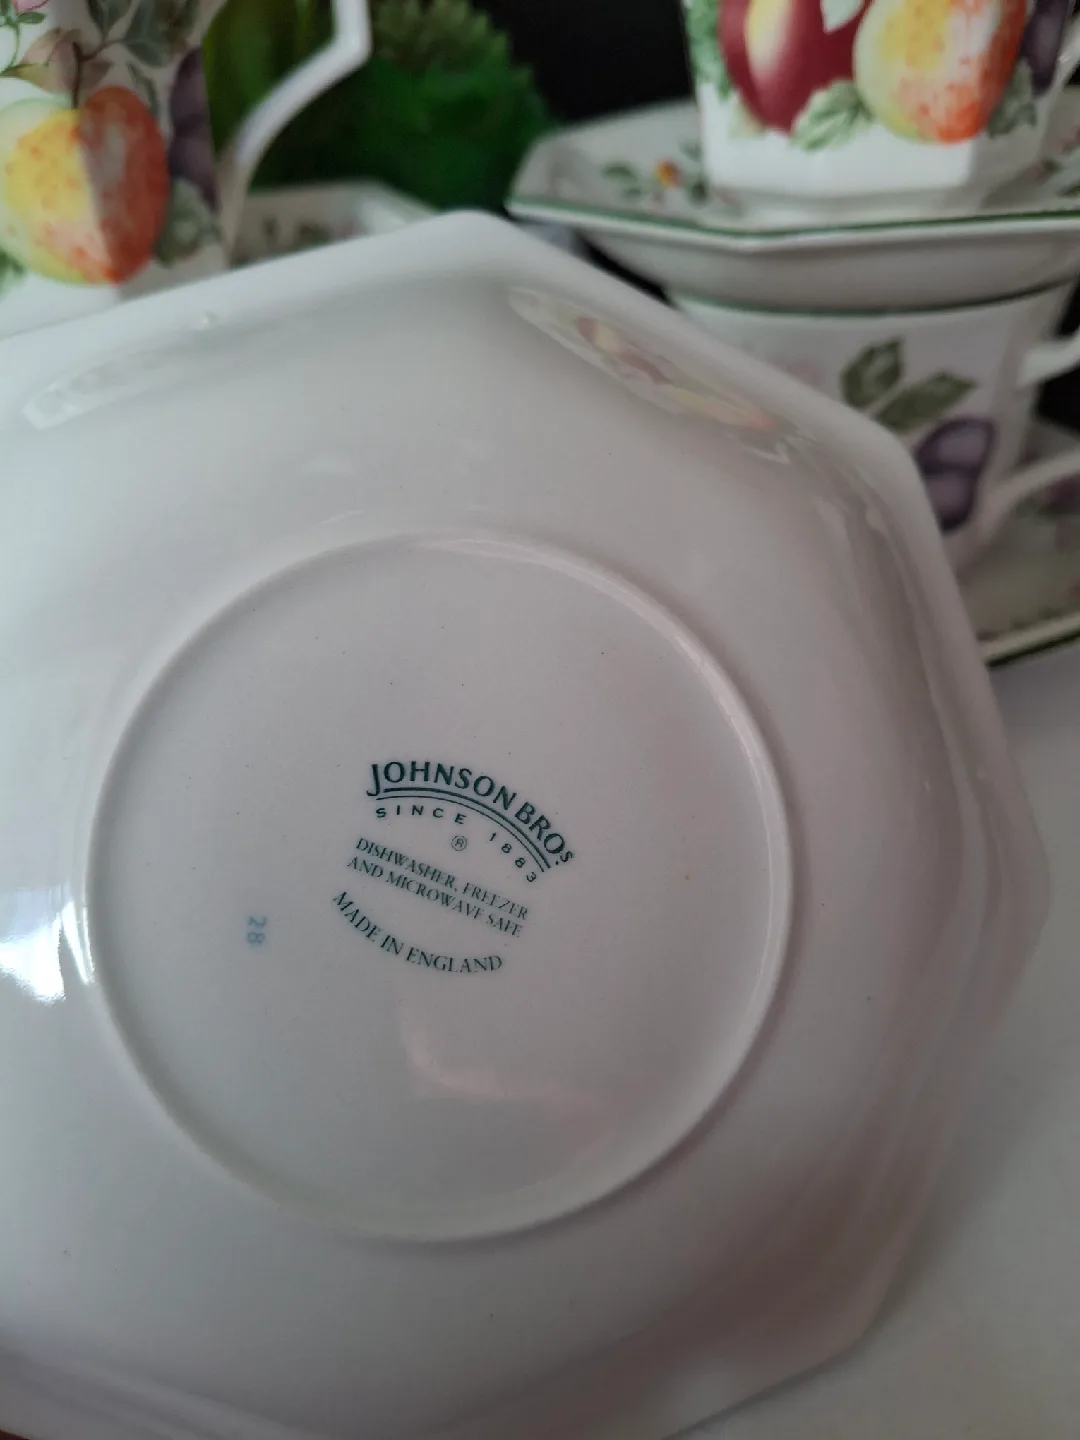 JOHNSON BROS
SINCE 1883
®
DISHWASHER, FREEZER
AND MICROWAVE SAFE
MADE IN ENGLAND
28